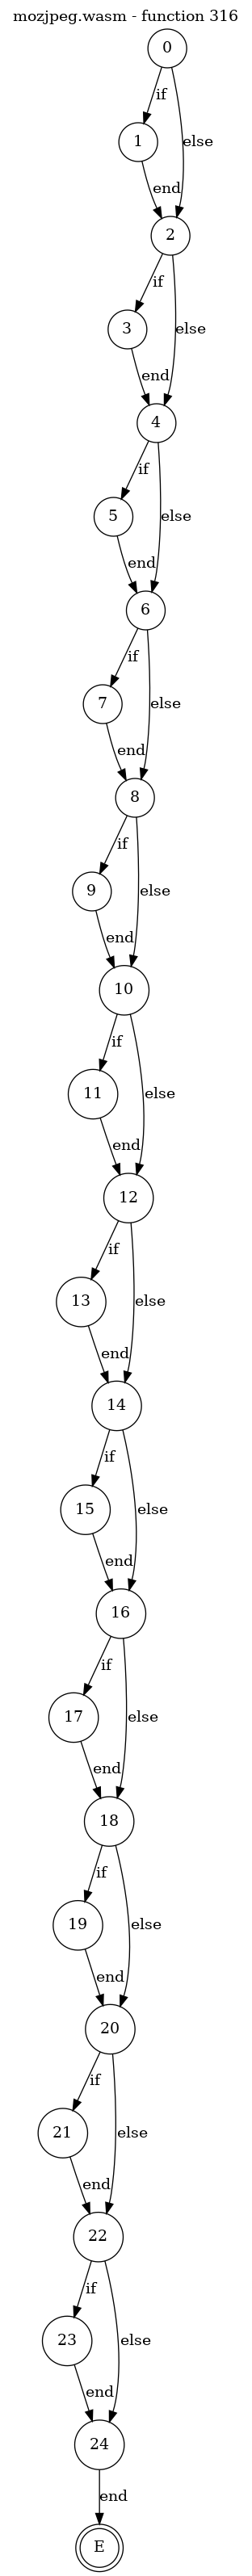 mozjpeg.wasm - function 316
0
if
1
else
end
2
if
3
else
end
4
if
5
else
end
6
if
7
else
end
8
if
9
else
end
10
if
11
else
end
12
if
13
else
end
14
if
15
else
end
16
if
17
else
end
18
if
19
else
end
20
if
21
else
end
22
if
23
else
end
24
end
E